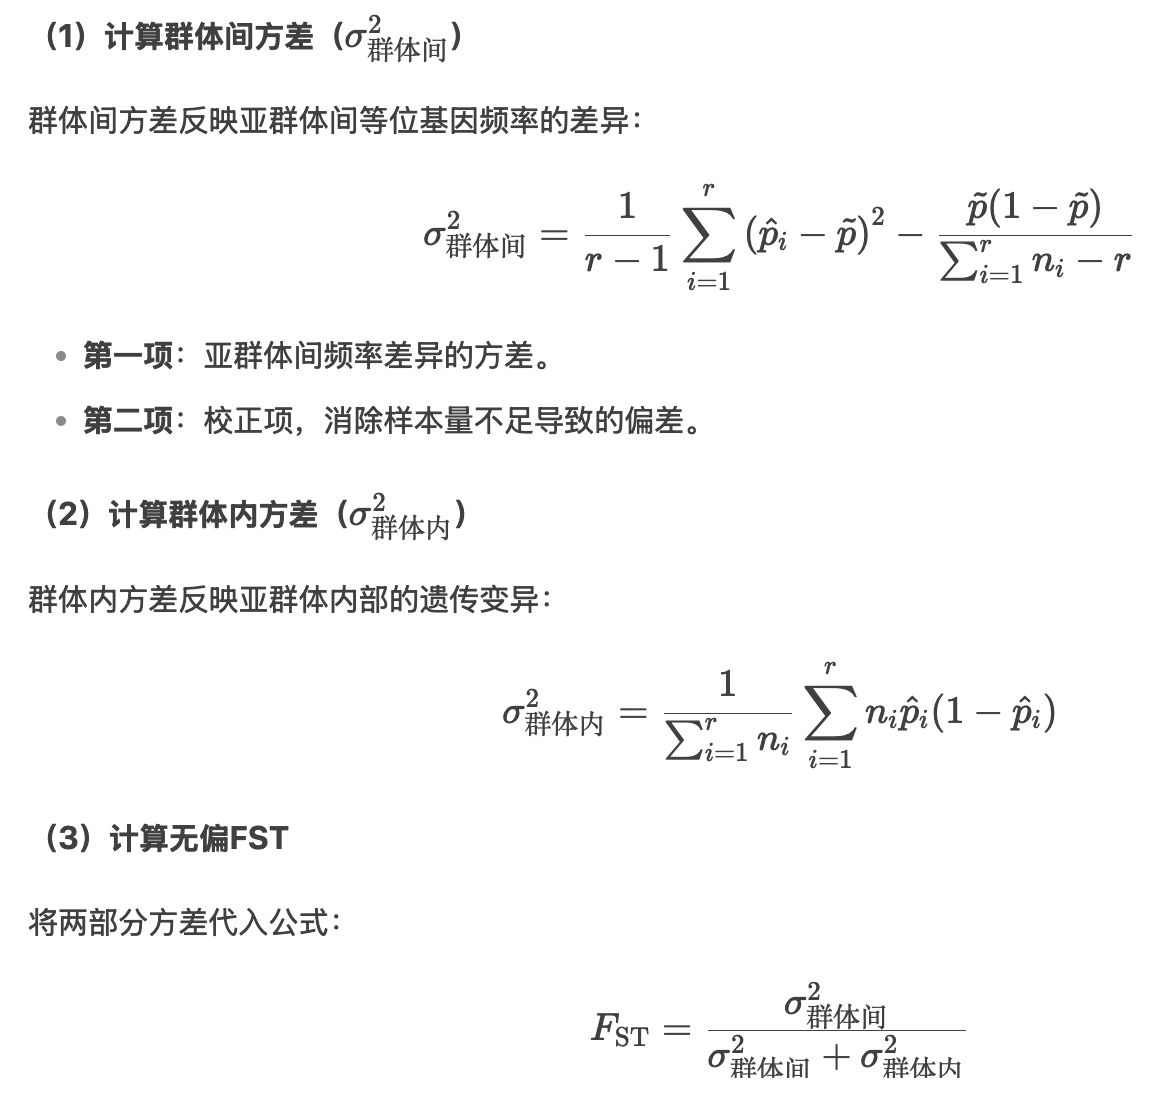 （1）计算群体间方差（$\sigma^2_{群体间}$）
群体间方差反映亚群体间等位基因频率的差异：
$\sigma^2_{群体间} = \frac{1}{r-1} \sum_{i=1}^{r} (\hat{p}_i - \tilde{p})^2 - \frac{\tilde{p}(1-\tilde{p})}{\sum_{i=1}^{r} n_i - r}$
• 第一项：亚群体间频率差异的方差。
• 第二项：校正项，消除样本量不足导致的偏差。
（2）计算群体内方差（$\sigma^2_{群体内}$）
群体内方差反映亚群体内部的遗传变异：
$\sigma^2_{群体内} = \frac{1}{\sum_{i=1}^{r} n_i} \sum_{i=1}^{r} n_i \hat{p}_i (1 - \hat{p}_i)$
（3）计算无偏FST
将两部分方差代入公式：
$F_{\mathrm{ST}} = \frac{\sigma^2_{群体间}}{\sigma^2_{群体间} + \sigma^2_{群体内}}$